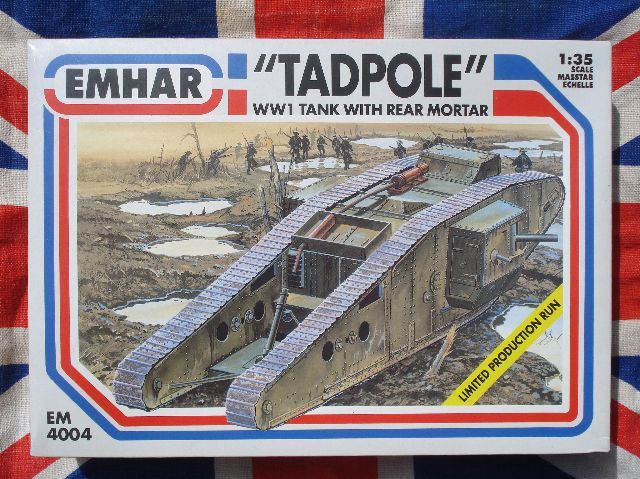 EMHAR
"TADPOLE"
WW1 TANK WITH REAR MORTAR
1:35
SCALE
MASSTAB
ECHELLE
LIMITED PRODUCTION RUN
EM
4004